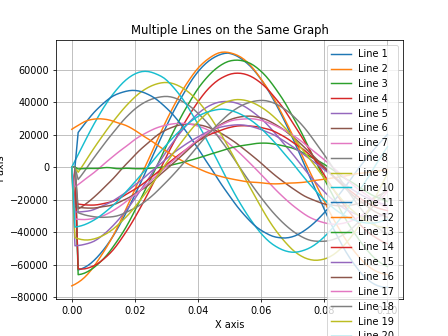 Multiple Lines on the Same Graph
60000
40000
20000
0
−20000
−40000
−60000
−80000
0.00
0.02
0.04
0.06
X axis
Line 1
Line 2
Line 3
Line 4
Line 5
Line 6
Line 7
Line 8
Line 9
Line 10
Line 11
Line 12
Line 13
Line 14
Line 15
Line 16
Line 17
Line 18
Line 19
Line 20